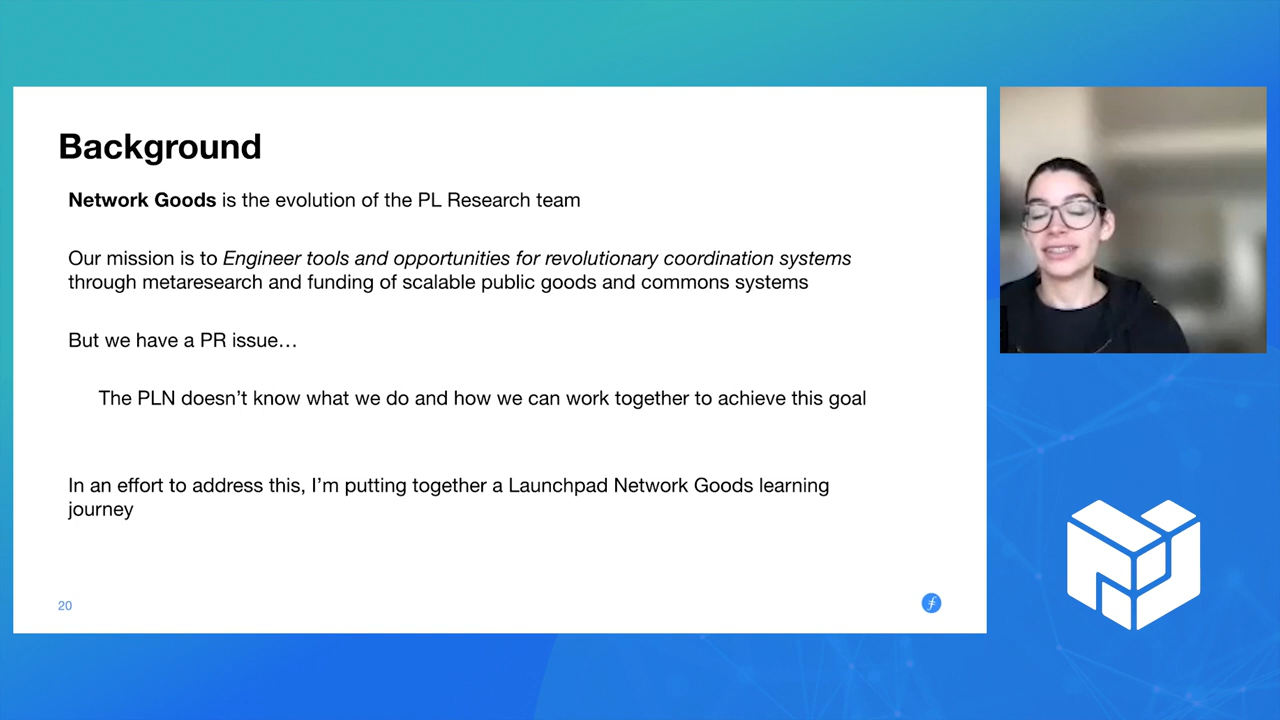 Background
Network Goods is the evolution of the PL Research team
Our mission is to Engineer tools and opportunities for revolutionary coordination systems
through metaresearch and funding of scalable public goods and commons systems
But we have a PR issue…
The PLN doesn’t know what we do and how we can work together to achieve this goal
In an effort to address this, I’m putting together a Launchpad Network Goods learning
journey
20